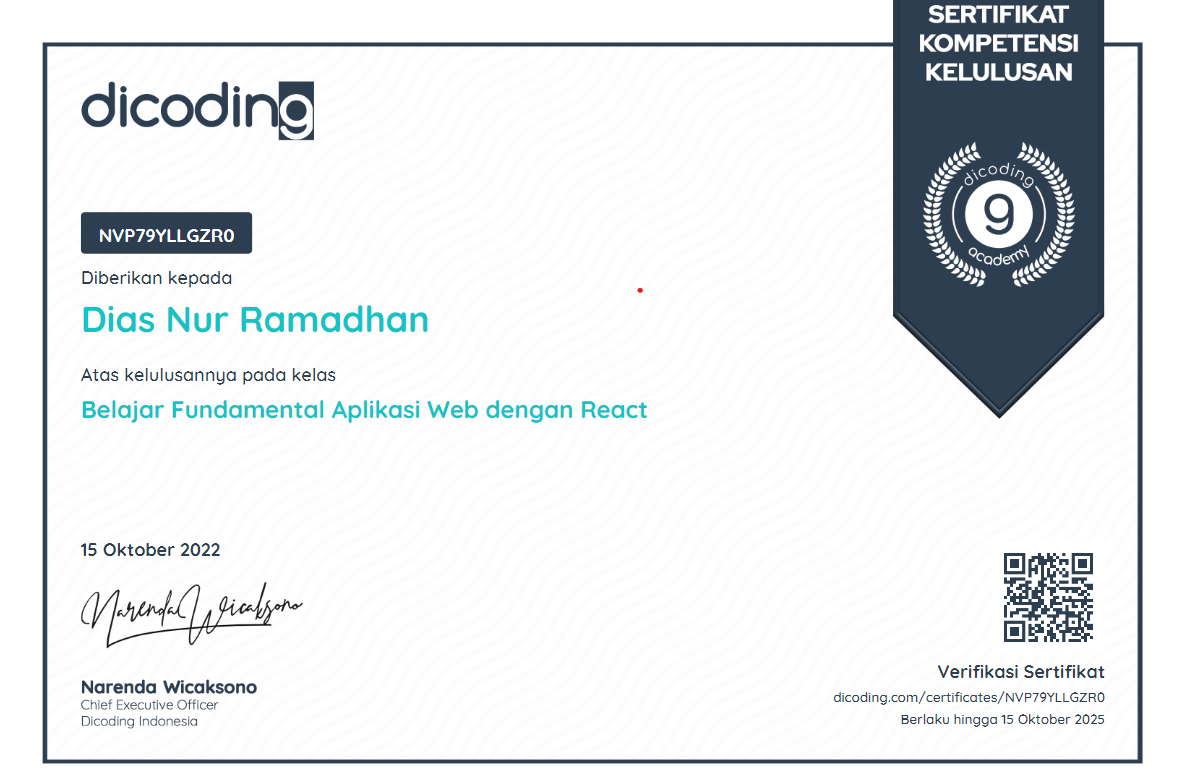 SERTIFIKAT
KOMPETENSI
KELULUSAN
dicoding
dicoding
9
academy
NVP79YLLGZR0
Diberikan kepada
Dias Nur Ramadhan
Atas kelulusannya pada kelas
Belajar Fundamental Aplikasi Web dengan React
15 Oktober 2022
Narenda Wicaksono
Narenda Wicaksono
Chief Executive Officer
Dicoding Indonesia
Verifikasi Sertifikat
dicoding.com/certificates/NVP79YLLGZR0
Berlaku hingga 15 Oktober 2025